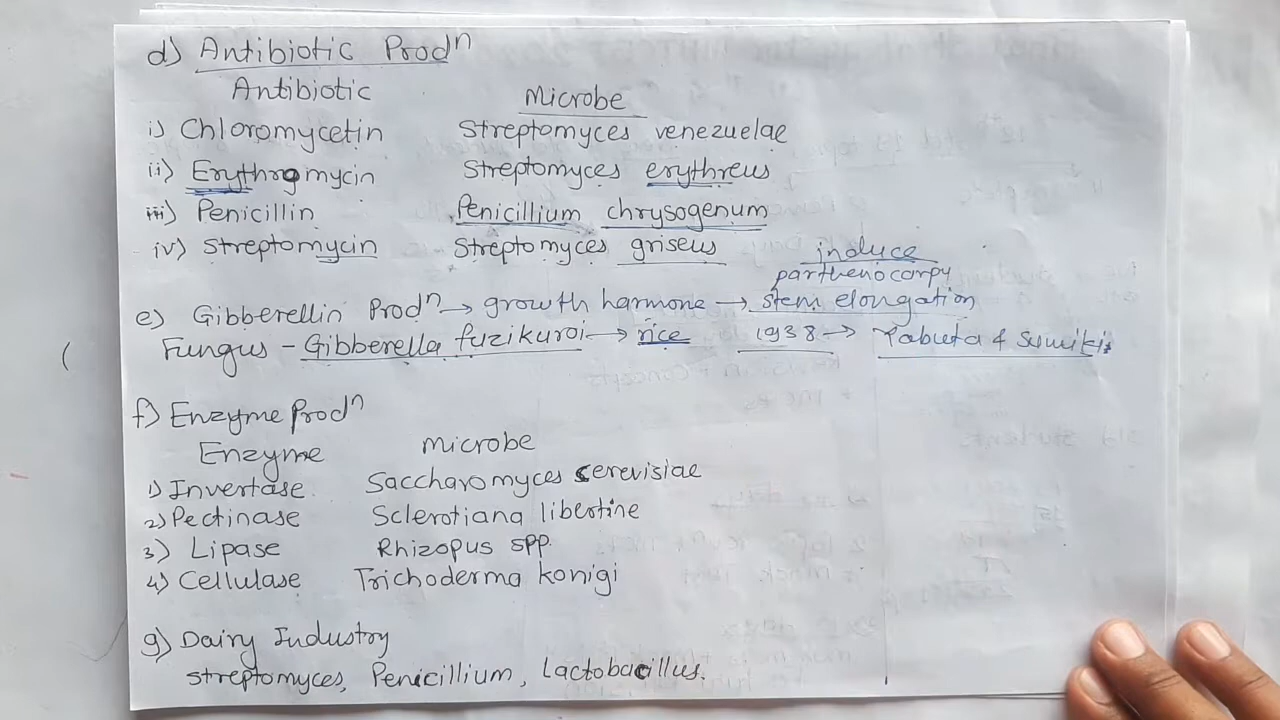 d) Antibiotic Prodⁿ
Antibiotic Microbe
i) Chloromycetin Streptomyces venezuelae
ii) Erythromycin Streptomyces erythreus
iii) Penicillin Penicillium chrysogenum
iv) Streptomycin Streptomyces griseus
induce
parthenocarpy
e) Gibberellin Prodⁿ → growth harmone → stem elongation
Fungus - Gibberella fuzikuroi → rice 1938 → Yabuta & Sumiki
f) Enzyme Prodⁿ
Enzyme Microbe
1) Invertase Saccharomyces cerevisiae
2) Pectinase Sclerotiana libertine
3) Lipase Rhizopus spp.
4) Cellulase Trichoderma konigi
g) Dairy Industry
streptomyces, Penicillium, Lactobacillus.